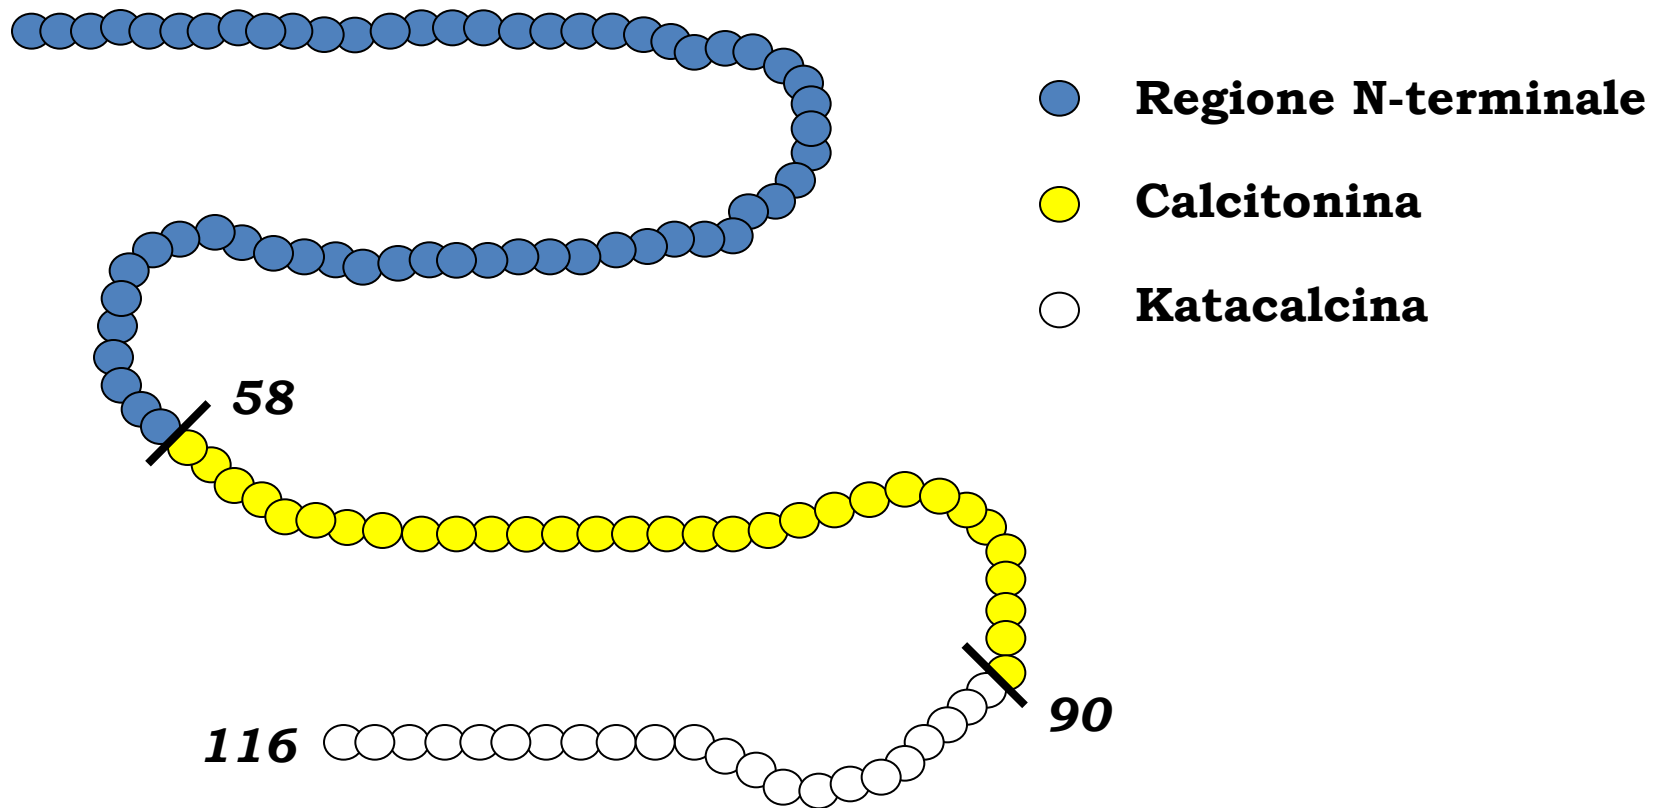 Regione N-terminale
Calcitonina
Katacalcina
58
90
116